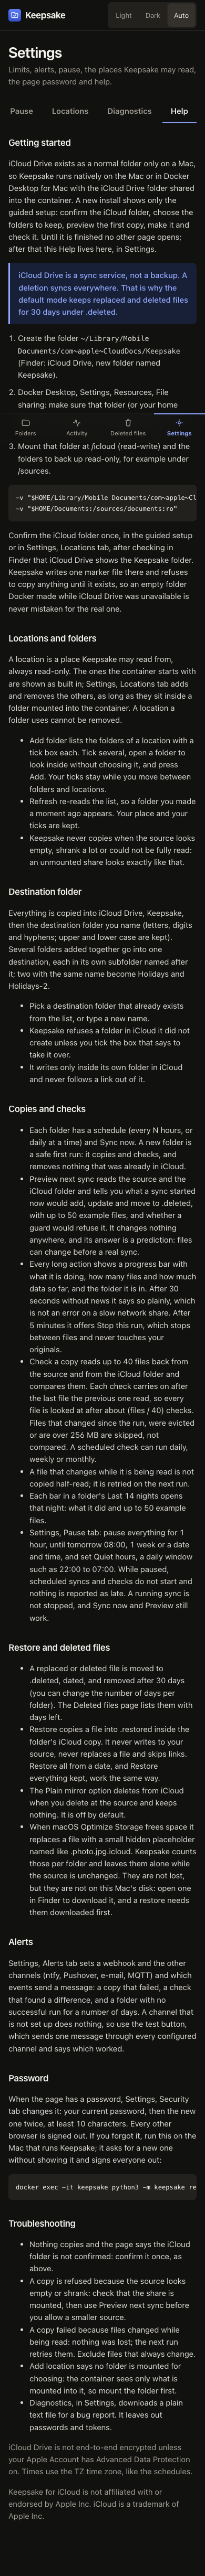 Keepsake
Light Dark Auto
Settings
Limits, alerts, pause, the places Keepsake may read,
the page password and help.
Pause Locations Diagnostics Help
Getting started
iCloud Drive exists as a normal folder only on a Mac,
so Keepsake runs natively on the Mac or in Docker
Desktop for Mac with the iCloud Drive folder shared
into the container. A new install shows only the
guided setup: confirm the iCloud folder, choose the
folders to keep, preview the first copy, make it and
check it. Until it is finished no other page opens;
after that this Help lives here, in Settings.
iCloud Drive is a sync service, not a backup. A
deletion syncs everywhere. That is why the
default mode keeps replaced and deleted files
for 30 days under .deleted.
1. Create the folder ~/Library/Mobile
Documents/com~apple~CloudDocs/Keepsake
(Finder: iCloud Drive, new folder named
Keepsake).
2. Docker Desktop, Settings, Resources, File
sharing: make sure that folder (or your home
Folders Activity Deleted files Settings
3. Mount that folder at /icloud (read-write) and the
folders to back up read-only, for example under
/sources.
-v "$HOME/Library/Mobile Documents/com~apple~Cl
-v "$HOME/Documents:/sources/documents:ro"
Confirm the iCloud folder once, in the guided setup
or in Settings, Locations tab, after checking in
Finder that iCloud Drive shows the Keepsake folder.
Keepsake writes one marker file there and refuses
to copy anything until it exists, so an empty folder
Docker made while iCloud Drive was unavailable is
never mistaken for the real one.
Locations and folders
A location is a place Keepsake may read from,
always read-only. The ones the container starts with
are shown as built in; Settings, Locations tab adds
and removes the others, as long as they sit inside a
folder mounted into the container. A location a
folder uses cannot be removed.
• Add folder lists the folders of a location with a
tick box each. Tick several, open a folder to
look inside without choosing it, and press
Add. Your ticks stay while you move between
folders and locations.
• Refresh re-reads the list, so a folder you made
a moment ago appears. Your place and your
ticks are kept.
• Keepsake never copies when the source looks
empty, shrank a lot or could not be fully read:
an unmounted share looks exactly like that.
Destination folder
Everything is copied into iCloud Drive, Keepsake,
then the destination folder you name (letters, digits
and hyphens; upper and lower case are kept).
Several folders added together go into one
destination, each in its own subfolder named after
it; two with the same name become Holidays and
Holidays-2.
• Pick a destination folder that already exists
from the list, or type a new name.
• Keepsake refuses a folder in iCloud it did not
create unless you tick the box that says to
take it over.
• It writes only inside its own folder in iCloud
and never follows a link out of it.
Copies and checks
• Each folder has a schedule (every N hours, or
daily at a time) and Sync now. A new folder is
a safe first run: it copies and checks, and
removes nothing that was already in iCloud.
• Preview next sync reads the source and the
iCloud folder and tells you what a sync started
now would add, update and move to .deleted,
with up to 50 example files, and whether a
guard would refuse it. It changes nothing
anywhere, and its answer is a prediction: files
can change before a real sync.
• Every long action shows a progress bar with
what it is doing, how many files and how much
data so far, and the folder it is in. After 30
seconds without news it says so plainly, which
is not an error on a slow network share. After
5 minutes it offers Stop this run, which stops
between files and never touches your
originals.
• Check a copy reads up to 40 files back from
the source and from the iCloud folder and
compares them. Each check carries on after
the last file the previous one read, so every
file is looked at after about (files / 40) checks.
Files that changed since the run, were evicted
or are over 256 MB are skipped, not
compared. A scheduled check can run daily,
weekly or monthly.
• A file that changes while it is being read is not
copied half-read; it is retried on the next run.
• Each bar in a folder's Last 14 nights opens
that night: what it did and up to 50 example
files.
• Settings, Pause tab: pause everything for 1
hour, until tomorrow 08:00, 1 week or a date
and time, and set Quiet hours, a daily window
such as 22:00 to 07:00. While paused,
scheduled syncs and checks do not start and
nothing is reported as late. A running sync is
not stopped, and Sync now and Preview still
work.
Restore and deleted files
• A replaced or deleted file is moved to
.deleted, dated, and removed after 30 days
(you can change the number of days per
folder). The Deleted files page lists them with
days left.
• Restore copies a file into .restored inside the
folder's iCloud copy. It never writes to your
source, never replaces a file and skips links.
Restore all from a date, and Restore
everything kept, work the same way.
• The Plain mirror option deletes from iCloud
when you delete at the source and keeps
nothing. It is off by default.
• When macOS Optimize Storage frees space it
replaces a file with a small hidden placeholder
named like .photo.jpg.icloud. Keepsake counts
those per folder and leaves them alone while
the source is unchanged. They are not lost,
but they are not on this Mac's disk: open one
in Finder to download it, and a restore needs
them downloaded first.
Alerts
Settings, Alerts tab sets a webhook and the other
channels (ntfy, Pushover, e-mail, MQTT) and which
events send a message: a copy that failed, a check
that found a difference, and a folder with no
successful run for a number of days. A channel that
is not set up does nothing, so use the test button,
which sends one message through every configured
channel and says which worked.
Password
When the page has a password, Settings, Security
tab changes it: your current password, then the new
one twice, at least 10 characters. Every other
browser is signed out. If you forgot it, run this on the
Mac that runs Keepsake; it asks for a new one
without showing it and signs everyone out:
docker exec -it keepsake python3 -m keepsake re
Troubleshooting
• Nothing copies and the page says the iCloud
folder is not confirmed: confirm it once, as
above.
• A copy is refused because the source looks
empty or shrank: check that the share is
mounted, then use Preview next sync before
you allow a smaller source.
• A copy failed because files changed while
being read: nothing was lost; the next run
retries them. Exclude files that always change.
• Add location says no folder is mounted for
choosing: the container sees only what is
mounted into it, so mount the folder first.
• Diagnostics, in Settings, downloads a plain
text file for a bug report. It leaves out
passwords and tokens.
iCloud Drive is not end-to-end encrypted unless
your Apple Account has Advanced Data Protection
on. Times use the TZ time zone, like the schedules.
Keepsake for iCloud is not affiliated with or
endorsed by Apple Inc. iCloud is a trademark of
Apple Inc.